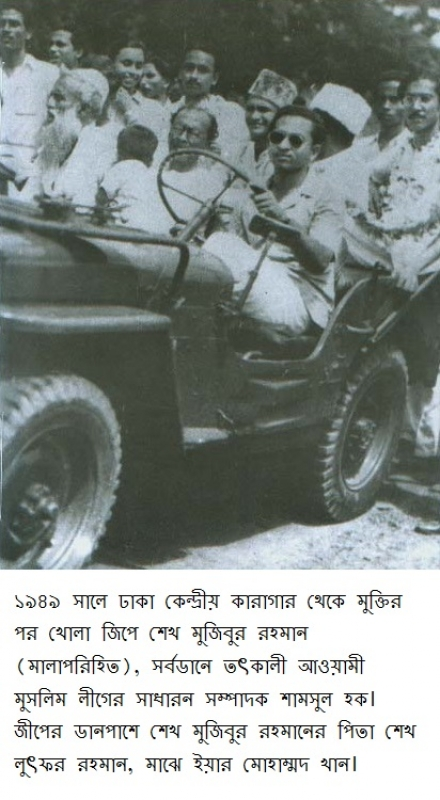 ১৯৪৯ সালে ঢাকা কেন্দ্রীয় কারাগার থেকে মুক্তির
পর খোলা জিপে শেখ মুজিবুর রহমান
(মালাপরিহিত), সর্বডানে তৎকালী আওয়ামী
মুসলিম লীগের সাধারন সম্পাদক শামসুল হক।
জীপের ডানপাশে শেখ মুজিবুর রহমানের পিতা শেখ
লুৎফর রহমান, মাঝে ইয়ার মোহাম্মদ খান।